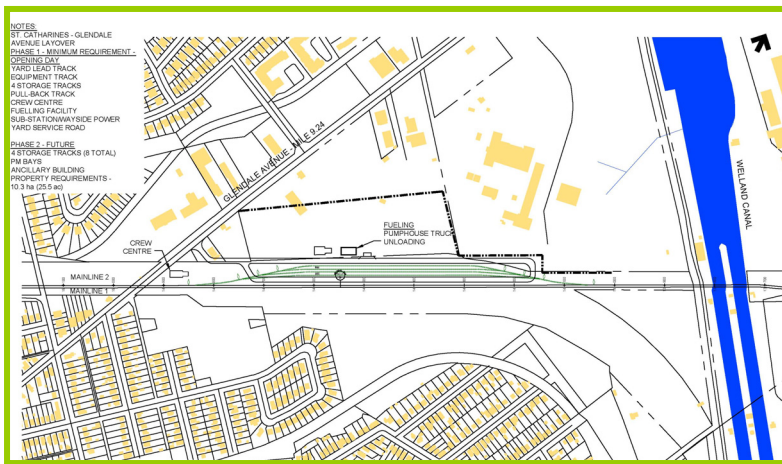 NOTES:
ST. CATHARINES - GLENDALE
AVENUE LAYOVER
PHASE 1 - MINIMUM REQUIREMENT -
OPENING DAY
YARD LEAD TRACK
EQUIPMENT TRACK
4 STORAGE TRACKS
PULL-BACK TRACK
CREW CENTRE
FUELLING FACILITY
SUB-STATION/WAYSIDE POWER
YARD SERVICE ROAD
PHASE 2 - FUTURE
4 STORAGE TRACKS (8 TOTAL)
PM BAYS
ANCILLARY BUILDING
PROPERTY REQUIREMENTS -
10.3 ha (25.5 ac)
GLENDALE AVENUE - MILE 9.24
WELLAND CANAL
FUELING
PUMPHOUSE TRUCK
UNLOADING
CREW
CENTRE
MAINLINE 2
MAINLINE 1